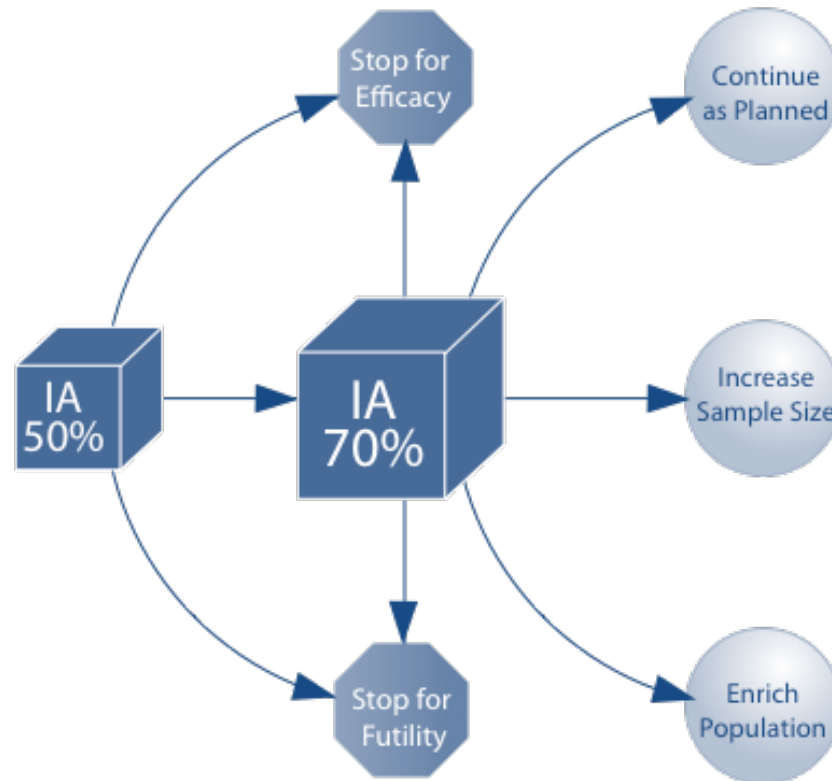 Stop for
Efficacy
Continue
as Planned
IA
50%
IA
70%
Increase
Sample Size
Stop for
Futility
Enrich
Population